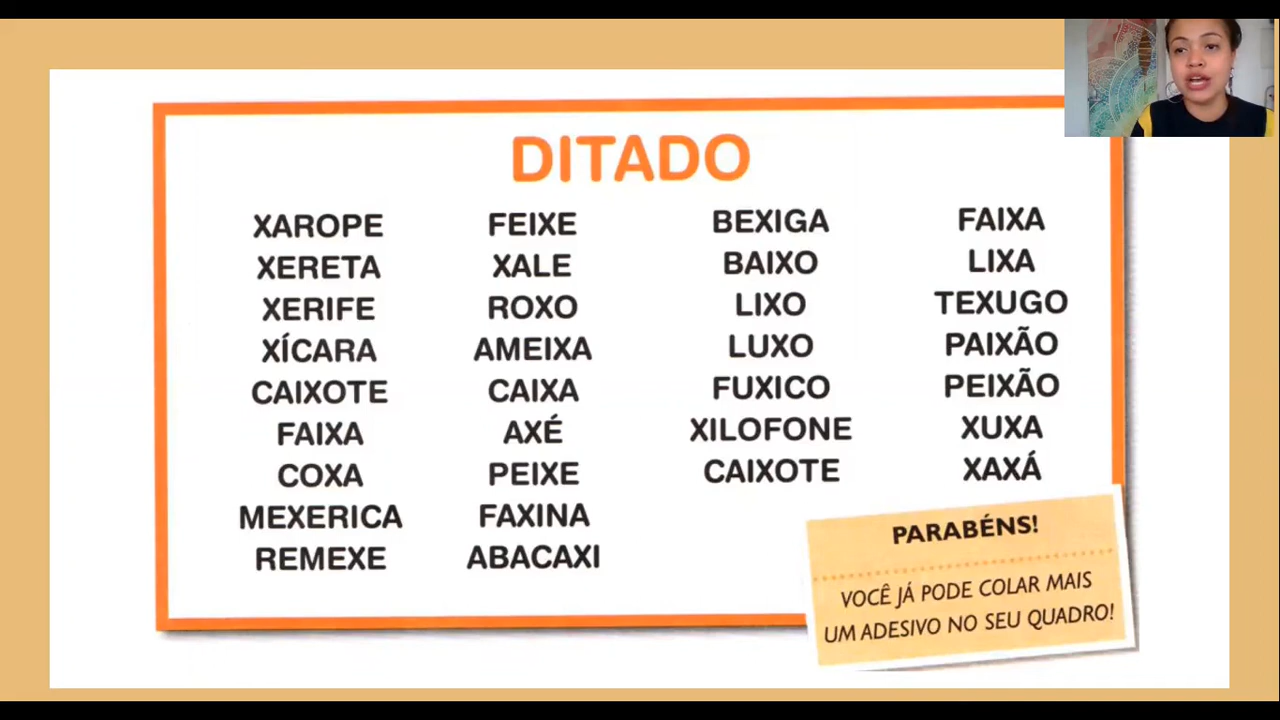 DITADO
XAROPE
XERETA
XERIFE
XÍCARA
CAIXOTE
FAIXA
COXA
MEXERICA
REMEXE
FEIXE
XALE
ROXO
AMEIXA
CAIXA
AXÉ
PEIXE
FAXINA
ABACAXI
BEXIGA
BAIXO
LIXO
LUXO
FUXICO
XILOFONE
CAIXOTE
FAIXA
LIXA
TEXUGO
PAIXÃO
PEIXÃO
XUXA
XAXÁ
PARABÉNS!
VOCÊ JÁ PODE COLAR MAIS
UM ADESIVO NO SEU QUADRO!